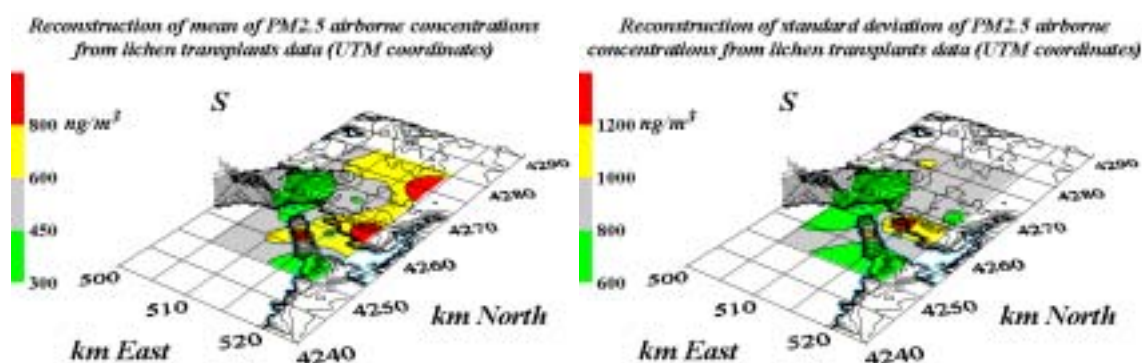 Reconstruction of mean of PM2.5 airborne concentrations
from lichen transplants data (UTM coordinates)
S
800 ng/m³
600
450
300
4290
4280
4270
4260
4250
4240
500
510
520
km North
km East
Reconstruction of standard deviation of PM2.5 airborne
concentrations from lichen transplants data (UTM coordinates)
S
1200 ng/m³
1000
800
600
4290
4280
4270
4260
4250
4240
500
510
520
km North
km East